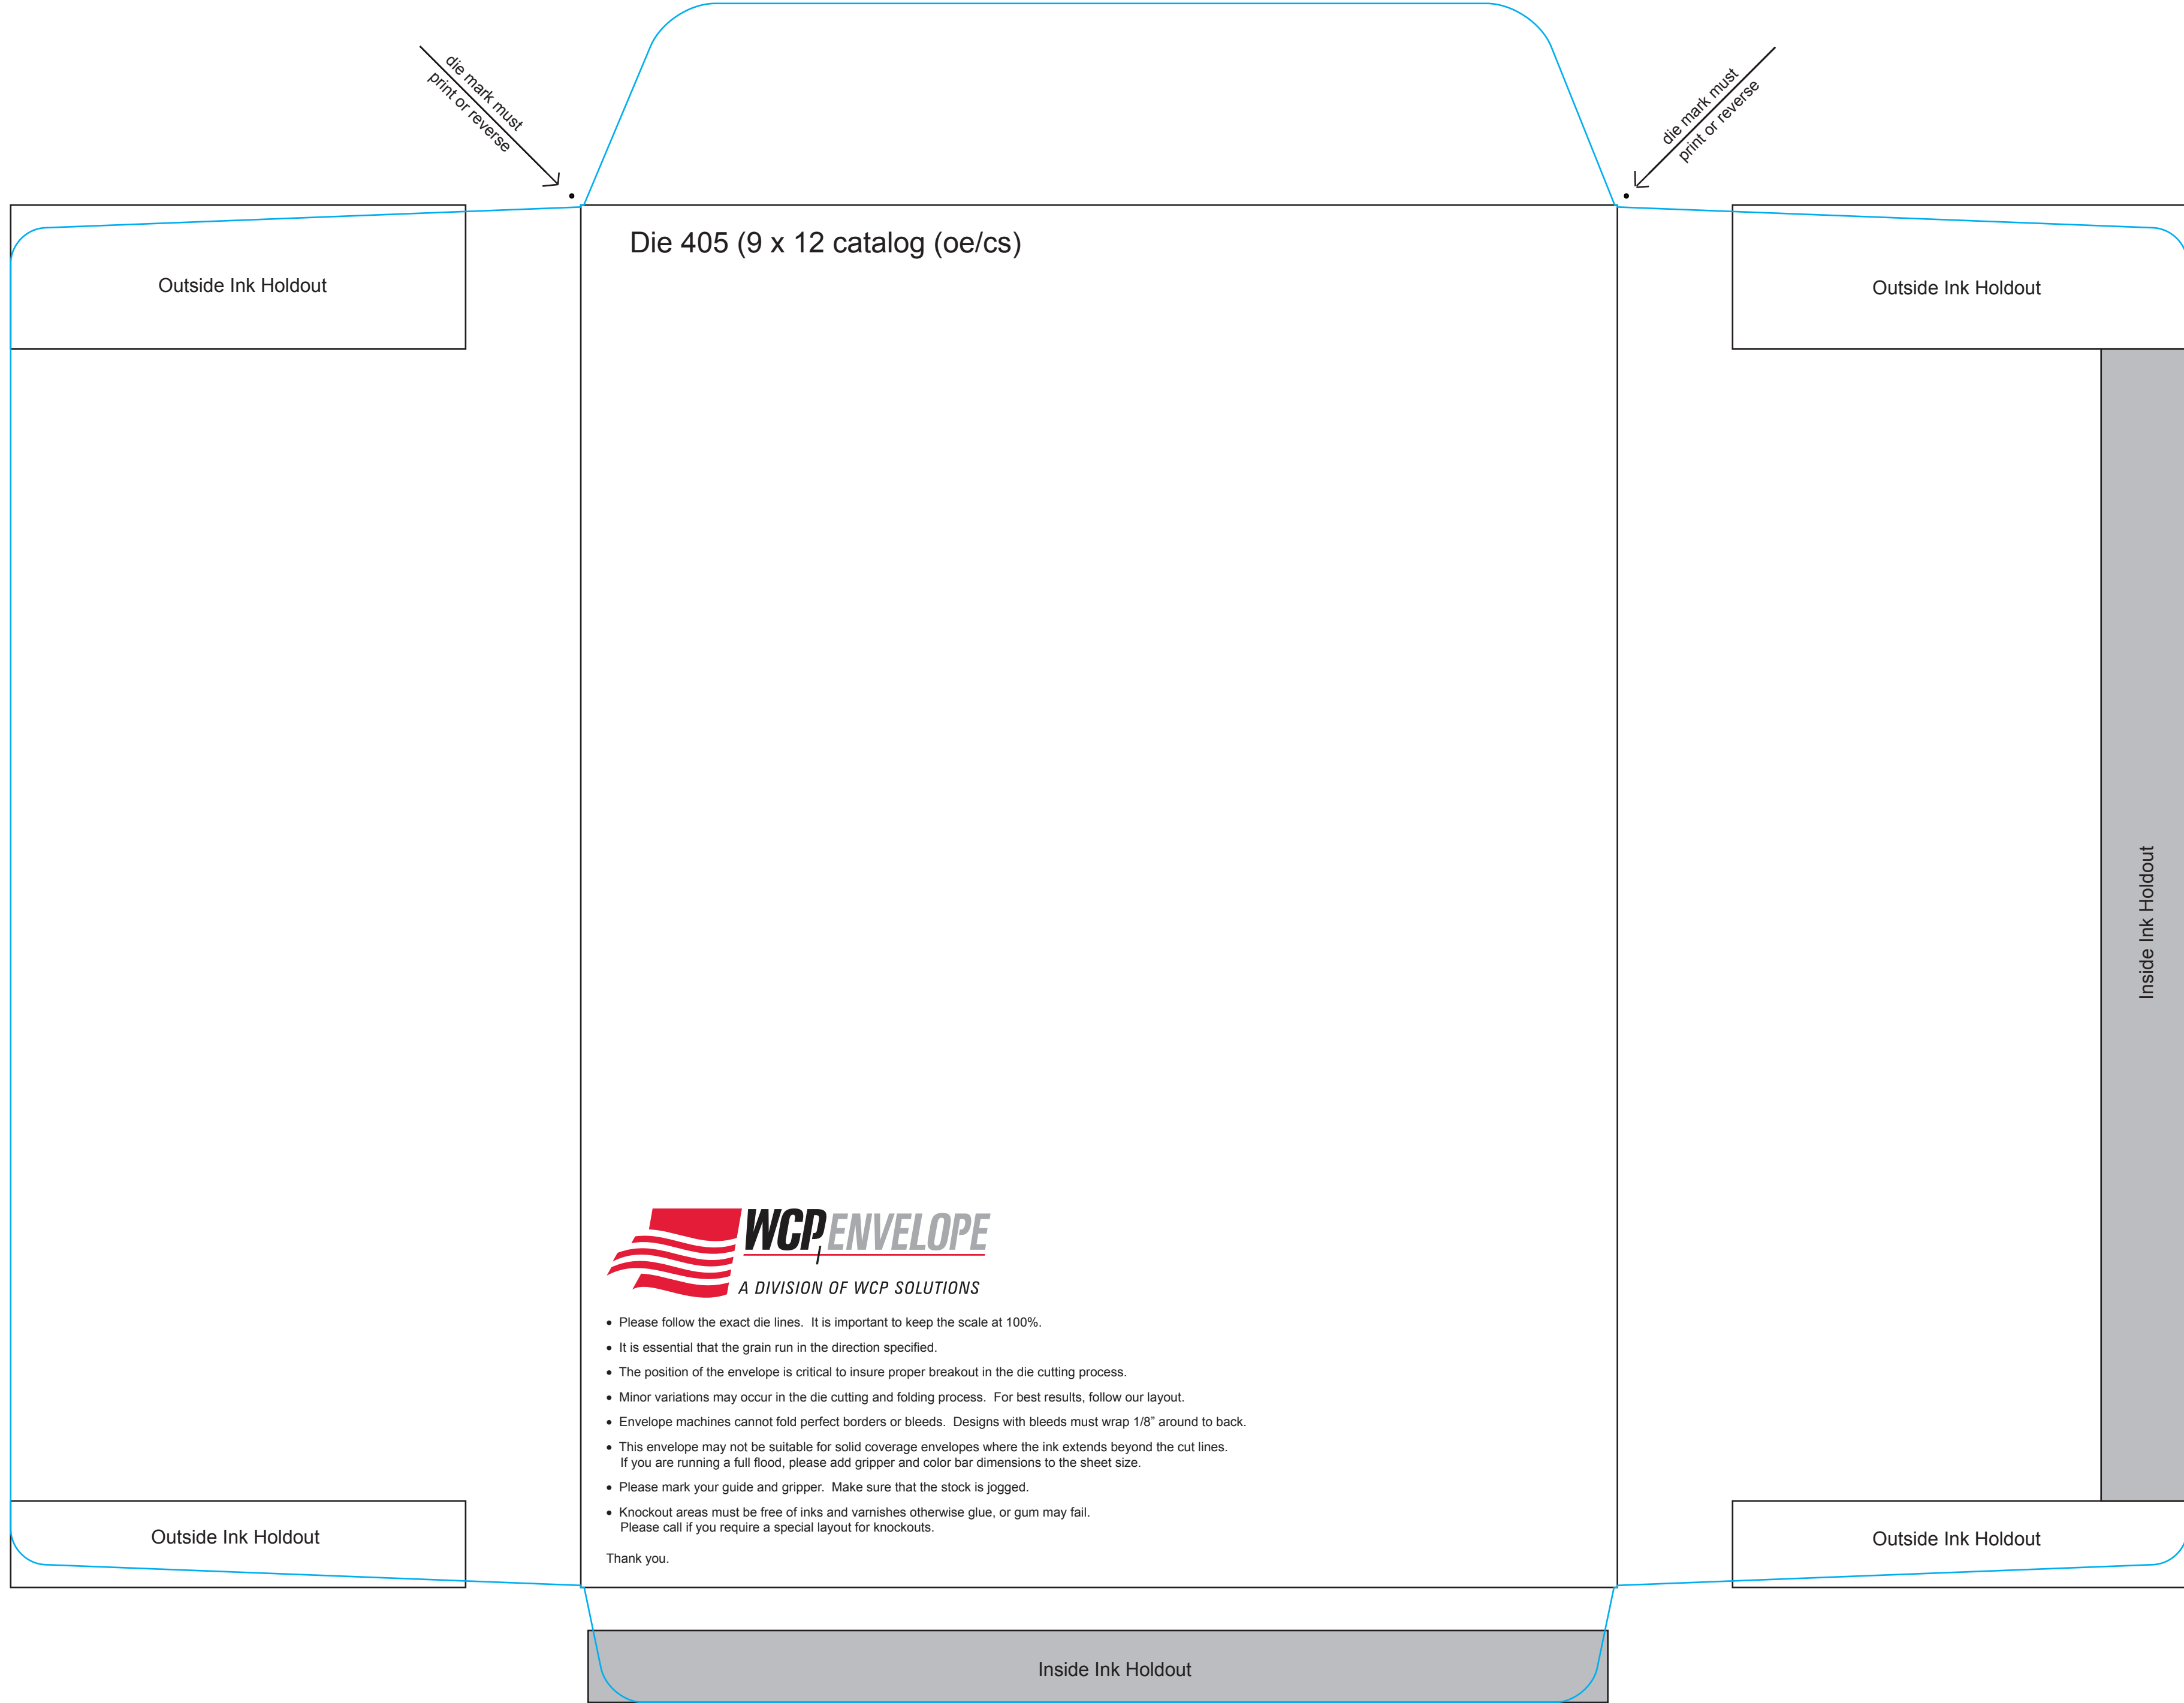 die mark must
print or reverse
die mark must
print or reverse
Die 405 (9 x 12 catalog (oe/cs)
Outside Ink Holdout
Outside Ink Holdout
Inside Ink Holdout
WCP ENVELOPE
A DIVISION OF WCP SOLUTIONS
• Please follow the exact die lines. It is important to keep the scale at 100%.
• It is essential that the grain run in the direction specified.
• The position of the envelope is critical to insure proper breakout in the die cutting process.
• Minor variations may occur in the die cutting and folding process. For best results, follow our layout.
• Envelope machines cannot fold perfect borders or bleeds. Designs with bleeds must wrap 1/8” around to back.
• This envelope may not be suitable for solid coverage envelopes where the ink extends beyond the cut lines.
If you are running a full flood, please add gripper and color bar dimensions to the sheet size.
• Please mark your guide and gripper. Make sure that the stock is jogged.
• Knockout areas must be free of inks and varnishes otherwise glue, or gum may fail.
Please call if you require a special layout for knockouts.
Thank you.
Outside Ink Holdout
Outside Ink Holdout
Inside Ink Holdout